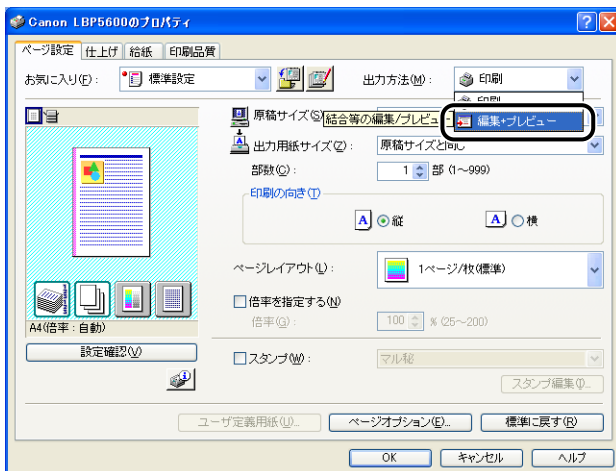 Canon LBP5600のプロパティ
ページ設定 仕上げ 給紙 印刷品質
お気に入り(F): 標準設定 出力方法(M): 印刷
原稿サイズ(S) 結合等の編集/プレビュー 編集+プレビュー
出力用紙サイズ(Z): 原稿サイズと同じ
部数(C): 1 部 (1～999)
印刷の向き(T)
A 縦 A 横
ページレイアウト(L): 1ページ/枚(標準)
倍率を指定する(N)
倍率(G): 100 % (25～200)
A4(倍率：自動)
設定確認(V)
スタンプ(W): マル秘
スタンプ編集(I)...
ユーザ定義用紙(U)... ページオプション(E)... 標準に戻す(R)
OK キャンセル ヘルプ